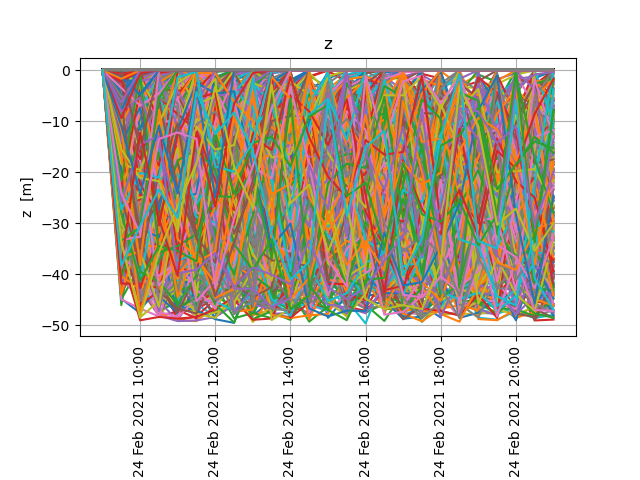 z
0
−10
−20
−30
−40
−50
z [m]
24 Feb 2021 10:00
24 Feb 2021 12:00
24 Feb 2021 14:00
24 Feb 2021 16:00
24 Feb 2021 18:00
24 Feb 2021 20:00